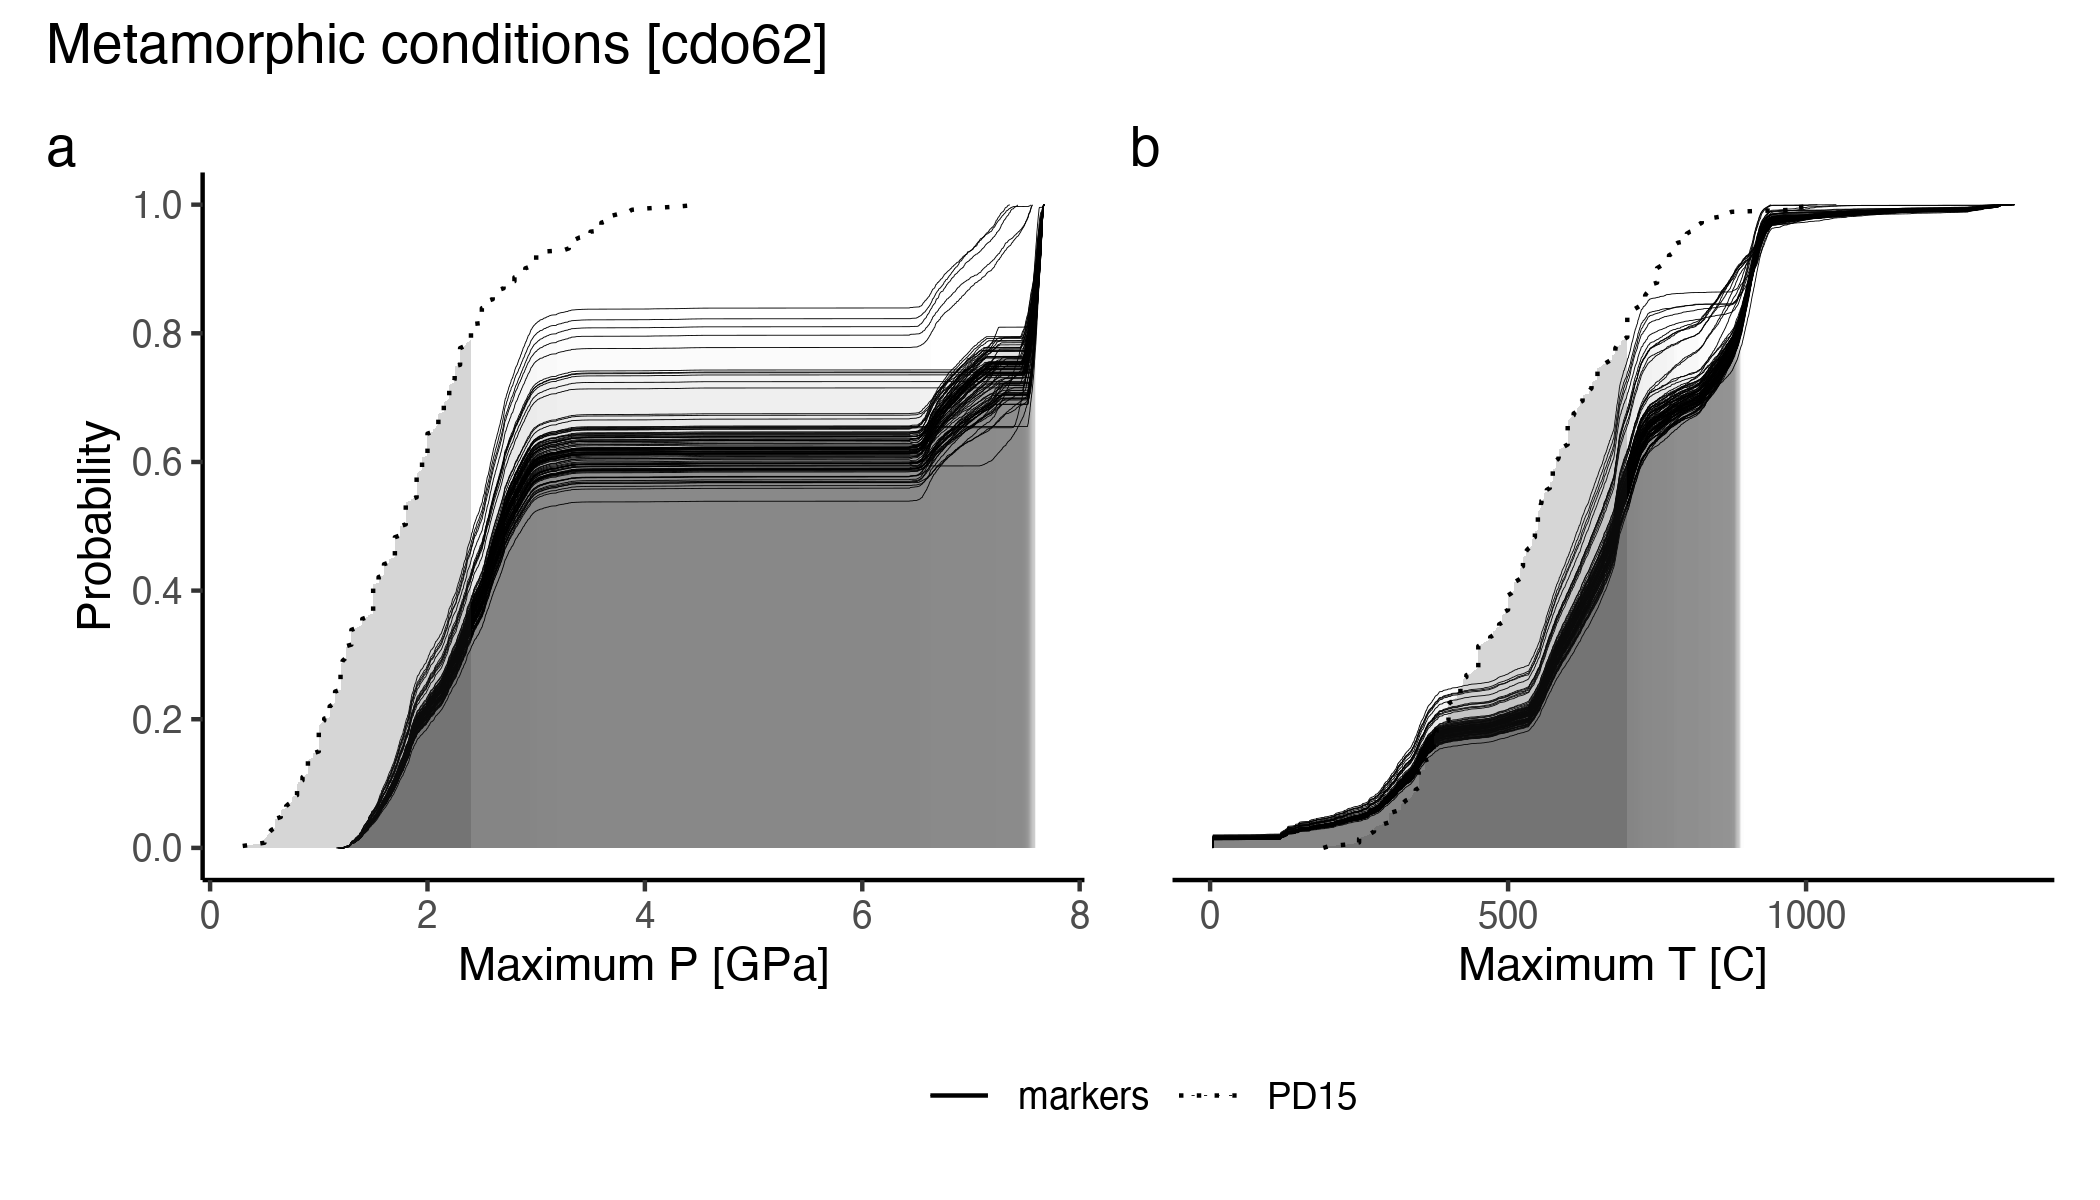 Metamorphic conditions [cdo62]
a
b
Probability
1.0
0.8
0.6
0.4
0.2
0.0
0 2 4 6 8
Maximum P [GPa]
0 500 1000
Maximum T [C]
markers PD15